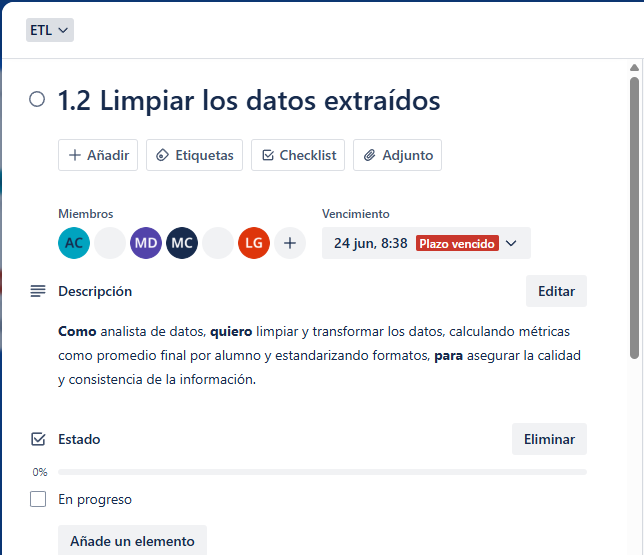 ETL
1.2 Limpiar los datos extraídos
Añadir
Etiquetas
Checklist
Adjunto
Miembros
Vencimiento
AC
MD
MC
LG
24 jun, 8:38 Plazo vencido
Descripción
Editar
Como analista de datos, quiero limpiar y transformar los datos, calculando métricas
como promedio final por alumno y estandarizando formatos, para asegurar la calidad
y consistencia de la información.
Estado
Eliminar
0%
En progreso
Añade un elemento